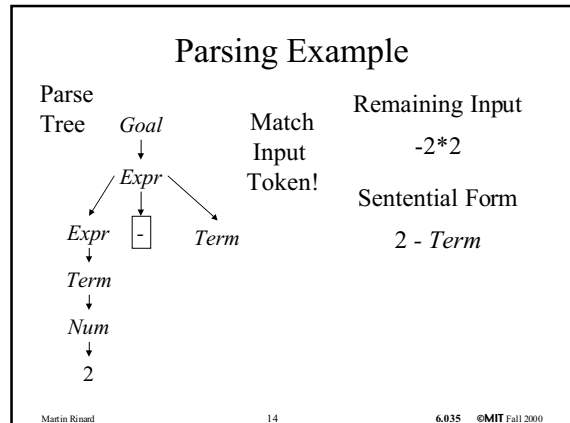 Parsing Example
Parse
Tree
Goal
Expr
Expr - Term
Term
Num
2
Match
Input
Token!
Remaining Input
-2*2
Sentential Form
2 - Term
Martin Rinard 14 6.035 ©MIT Fall 2000